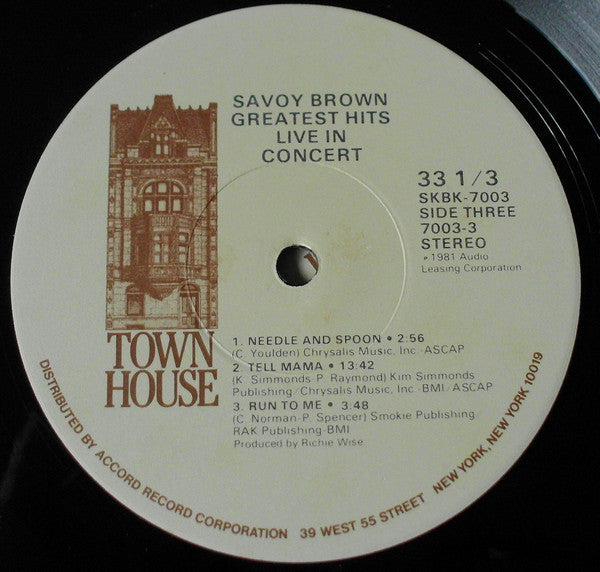 SAVOY BROWN
GREATEST HITS
LIVE IN
CONCERT
33 1/3
SKBK-7003
SIDE THREE
7003-3
STEREO
℗ 1981 Audio
Leasing Corporation
1. NEEDLE AND SPOON • 2:56
(C. Youlden) Chrysalis Music, Inc.-ASCAP
2. TELL MAMA • 13:42
(K. Simmonds-P. Raymond) Kim Simmonds
Publishing/Chrysalis Music, Inc.-BMI/ASCAP
3. RUN TO ME • 3:48
(C. Norman-P. Spencer) Smokie Publishing/
RAK Publishing-BMI
Produced by Richie Wise
TOWN
HOUSE
DISTRIBUTED BY ACCORD RECORD CORPORATION 39 WEST 55 STREET NEW YORK, NEW YORK 10019